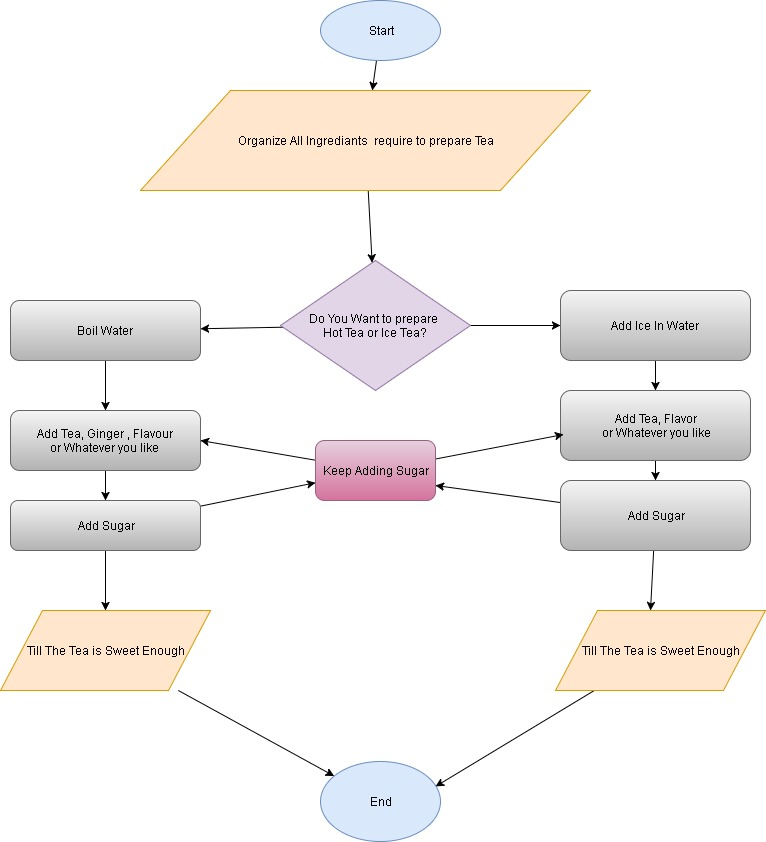 Start
Organize All Ingrediants require to prepare Tea
Do You Want to prepare
Hot Tea or Ice Tea?
Boil Water
Add Ice In Water
Add Tea, Ginger , Flavour
or Whatever you like
Add Tea, Flavor
or Whatever you like
Keep Adding Sugar
Add Sugar
Add Sugar
Till The Tea is Sweet Enough
Till The Tea is Sweet Enough
End